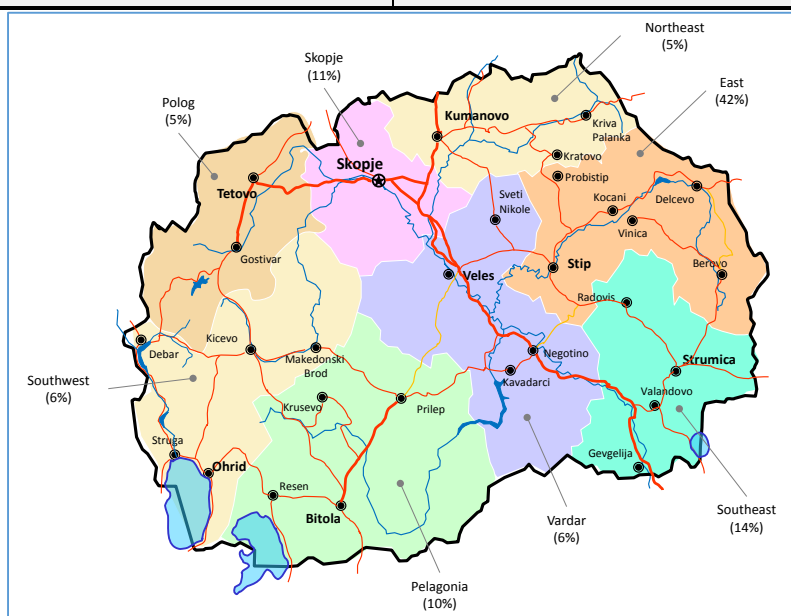 Northeast
(5%)
Skopje
(11%)
East
(42%)
Polog
(5%)
Kumanovo
Kriva
Palanka
Kratovo
Skopje
Probistip
Tetovo
Sveti
Nikole
Kocani
Delcevo
Vinica
Gostivar
Stip
Veles
Berovo
Radovis
Debar
Kicevo
Makedonski
Brod
Negotino
Strumica
Southwest
(6%)
Kavadarci
Krusevo
Prilep
Valandovo
Struga
Ohrid
Gevgelija
Resen
Bitola
Southeast
(14%)
Vardar
(6%)
Pelagonia
(10%)